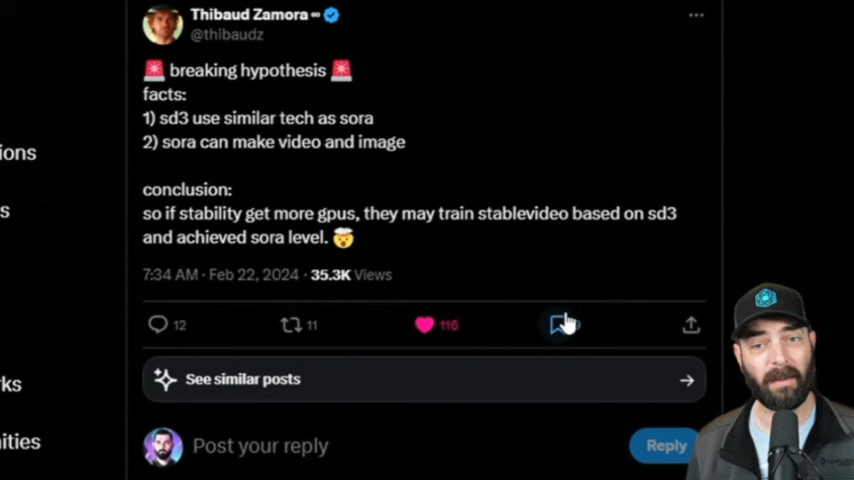 Thibaud Zamora ∞
@thibaudz
🚨 breaking hypothesis 🚨
facts:
1) sd3 use similar tech as sora
2) sora can make video and image
ions
conclusion:
s
so if stability get more gpus, they may train stablevideo based on sd3
and achieved sora level. 🤯
7:34 AM · Feb 22, 2024 · 35.3K Views
12 11 116
See similar posts
rks
ities
Post your reply
Reply